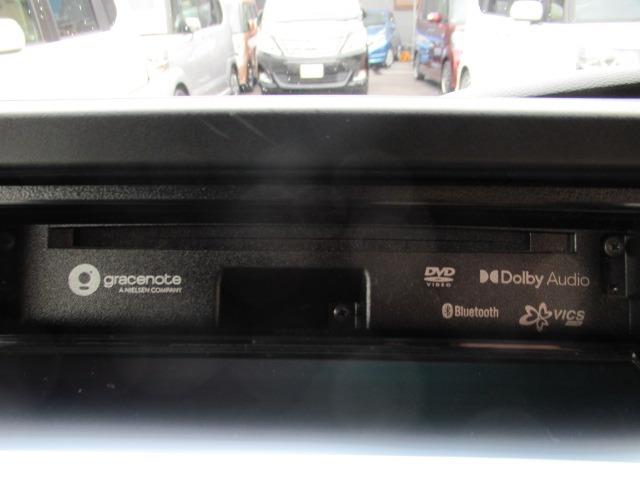 gracenote
A NIELSEN COMPANY
DVD
VIDEO
Dolby Audio
Bluetooth
VICS